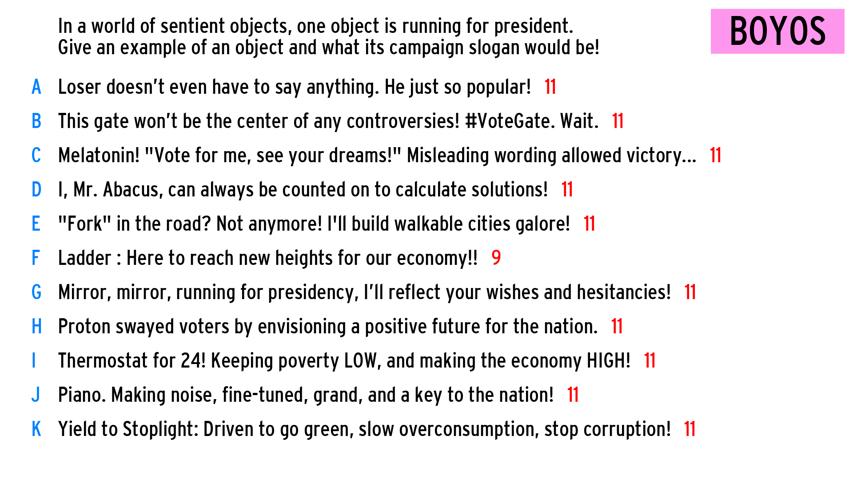 In a world of sentient objects, one object is running for president.
Give an example of an object and what its campaign slogan would be!
BOYOS
A Loser doesn't even have to say anything. He just so popular! 11
B This gate won't be the center of any controversies! #VoteGate. Wait. 11
C Melatonin! "Vote for me, see your dreams!" Misleading wording allowed victory... 11
D I, Mr. Abacus, can always be counted on to calculate solutions! 11
E "Fork" in the road? Not anymore! I'll build walkable cities galore! 11
F Ladder : Here to reach new heights for our economy!! 9
G Mirror, mirror, running for presidency, I'll reflect your wishes and hesitancies! 11
H Proton swayed voters by envisioning a positive future for the nation. 11
I Thermostat for 24! Keeping poverty LOW, and making the economy HIGH! 11
J Piano. Making noise, fine-tuned, grand, and a key to the nation! 11
K Yield to Stoplight: Driven to go green, slow overconsumption, stop corruption! 11